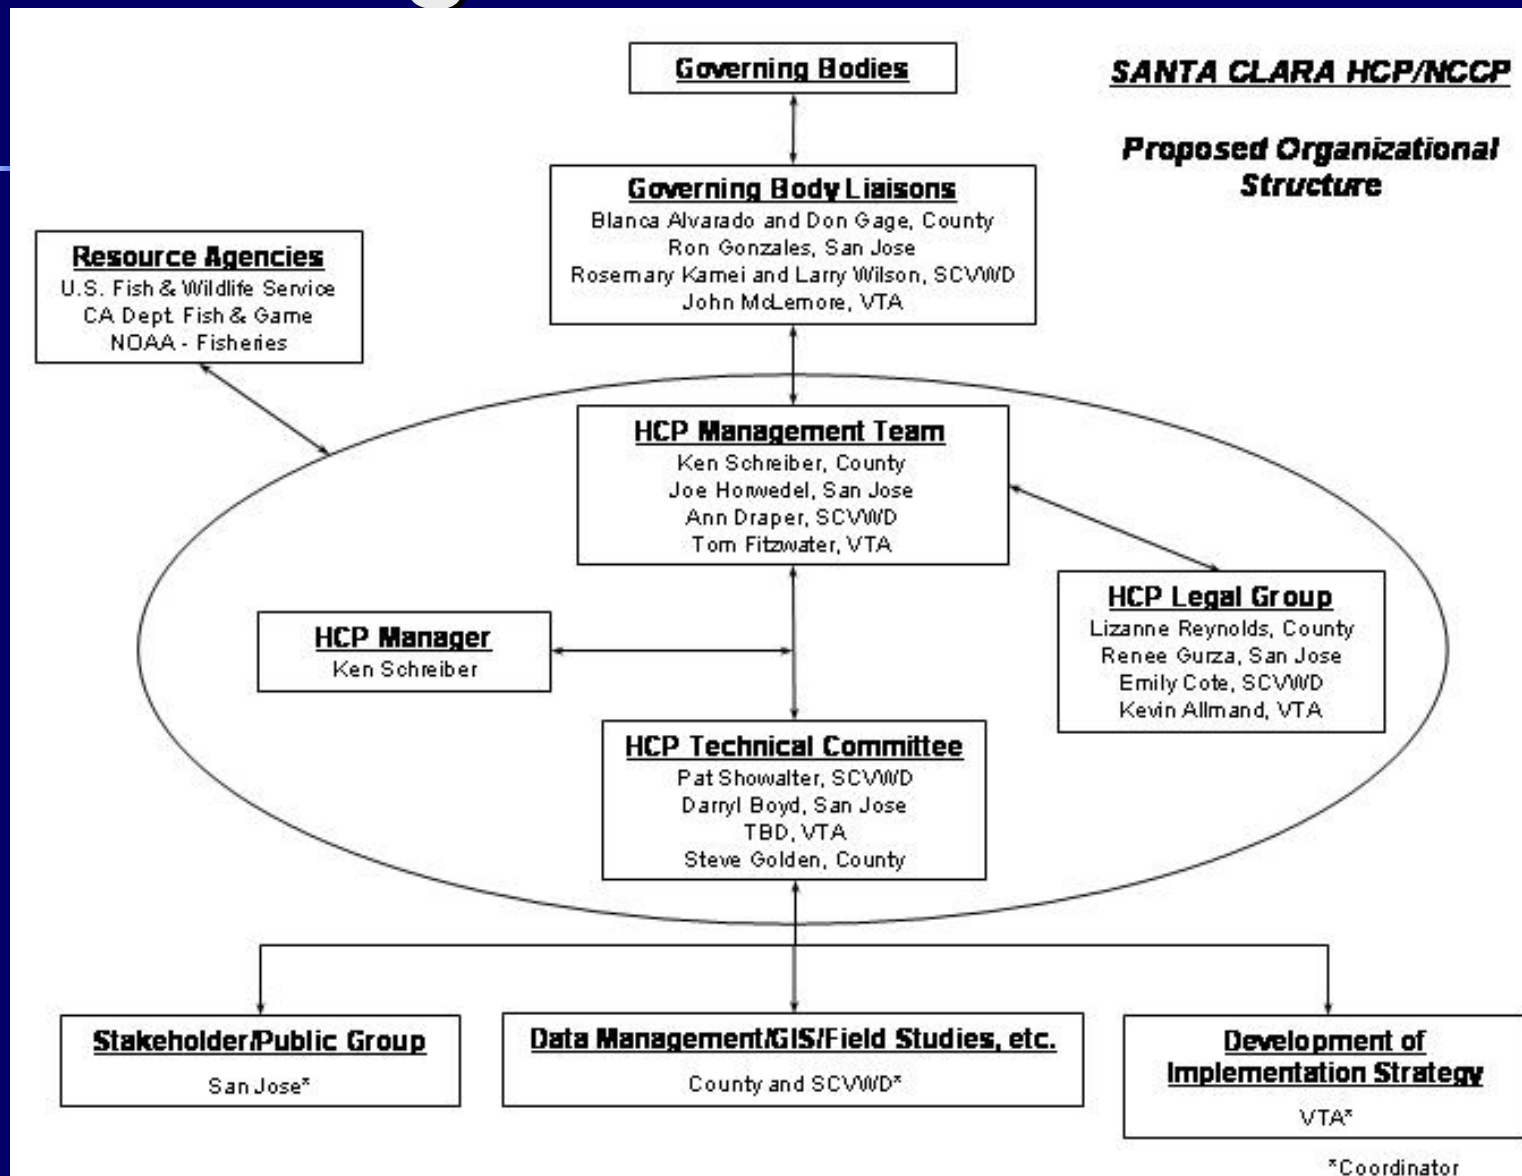 Governing Bodies
SANTA CLARA HCP/NCCP
Proposed Organizational
Structure
Governing Body Liaisons
Blanca Alvarado and Don Gage, County
Ron Gonzales, San Jose
Rosemary Kamei and Larry Wilson, SCVWD
John McLemore, VTA
Resource Agencies
U.S. Fish & Wildlife Service
CA Dept. Fish & Game
NOAA - Fisheries
HCP Management Team
Ken Schreiber, County
Joe Horwedel, San Jose
Ann Draper, SCVWD
Tom Fitzwater, VTA
HCP Legal Group
Lizanne Reynolds, County
Renee Gurza, San Jose
Emily Cote, SCVWD
Kevin Allmand, VTA
HCP Manager
Ken Schreiber
HCP Technical Committee
Pat Showalter, SCVWD
Darryl Boyd, San Jose
TBD, VTA
Steve Golden, County
Stakeholder/Public Group
San Jose*
Data Management/GIS/Field Studies, etc.
County and SCVWD*
Development of
Implementation Strategy
VTA*
*Coordinator